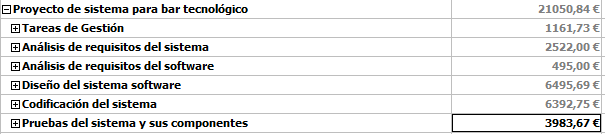 Proyecto de sistema para bar tecnológico 21050,84 €
Tareas de Gestión 1161,73 €
Análisis de requisitos del sistema 2522,00 €
Análisis de requisitos del software 495,00 €
Diseño del sistema software 6495,69 €
Codificación del sistema 6392,75 €
Pruebas del sistema y sus componentes 3983,67 €